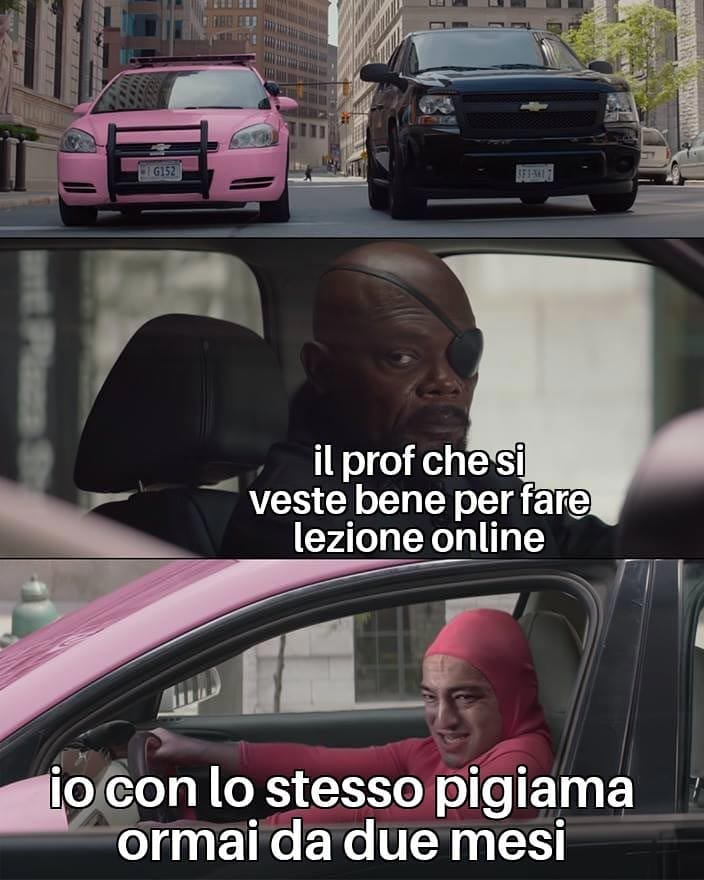 G152
il prof che si
veste bene per fare
lezione online
io con lo stesso pigiama
ormai da due mesi